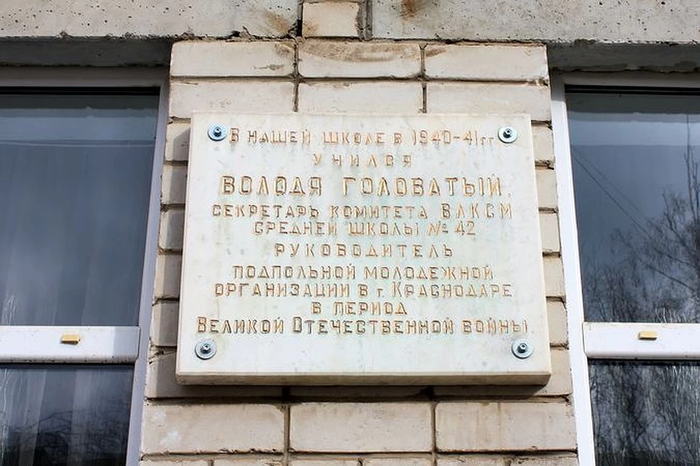 В НАШЕЙ ШКОЛЕ В 1940-41 гг
УЧИЛСЯ
ВОЛОДЯ ГОЛОВАТЫЙ,
СЕКРЕТАРЬ КОМИТЕТА ВЛКСМ
СРЕДНЕЙ ШКОЛЫ № 42
РУКОВОДИТЕЛЬ
ПОДПОЛЬНОЙ МОЛОДЕЖНОЙ
ОРГАНИЗАЦИИ В г. КРАСНОДАРЕ
В ПЕРИОД
ВЕЛИКОЙ ОТЕЧЕСТВЕННОЙ ВОЙНЫ.